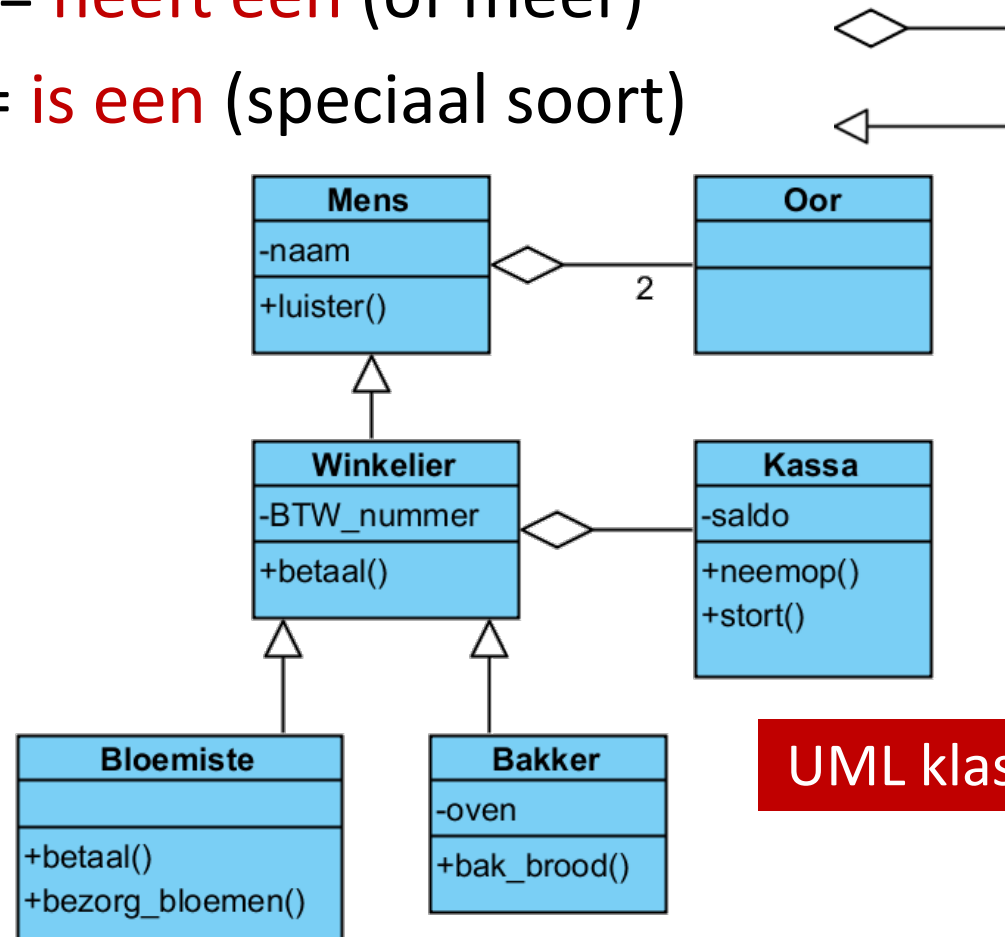 = heeft een (of meer)
= is een (speciaal soort)
Mens
-naam
+luister()
2
Oor
Winkelier
-BTW_nummer
+betaal()
Kassa
-saldo
+neemop()
+stort()
Bloemiste
+betaal()
+bezorg_bloemen()
Bakker
-oven
+bak_brood()
UML klas